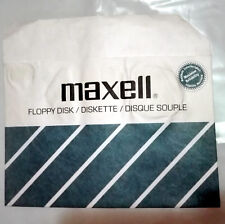 maxell®
FLOPPY DISK / DISKETTE / DISQUE SOUPLE